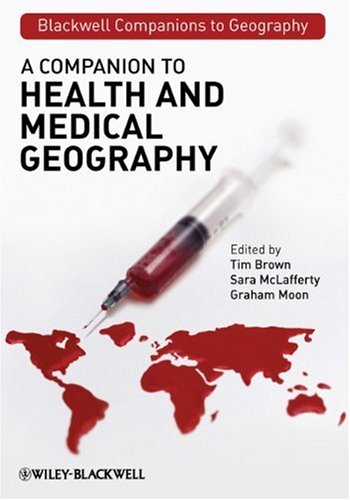 Blackwell Companions to Geography
A COMPANION TO
HEALTH AND
MEDICAL
GEOGRAPHY
Edited by
Tim Brown
Sara McLafferty
Graham Moon
WILEY-BLACKWELL